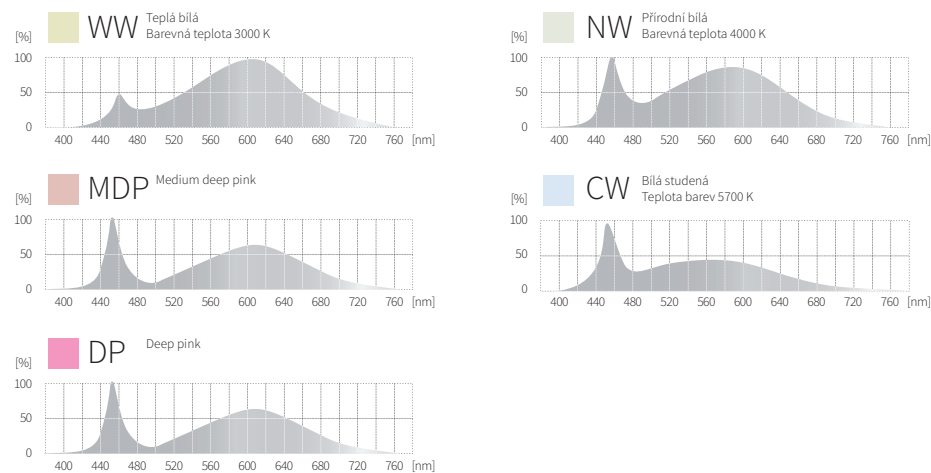 WW Teplá bílá
Barevná teplota 3000 K
[%]
100
50
0
400 440 480 520 560 600 640 680 720 760 [nm]
NW Přírodní bílá
Barevná teplota 4000 K
[%]
100
50
0
400 440 480 520 560 600 640 680 720 760 [nm]
MDP Medium deep pink
[%]
100
50
0
400 440 480 520 560 600 640 680 720 760 [nm]
CW Bílá studená
Teplota barev 5700 K
[%]
100
50
0
400 440 480 520 560 600 640 680 720 760 [nm]
DP Deep pink
[%]
100
50
0
400 440 480 520 560 600 640 680 720 760 [nm]